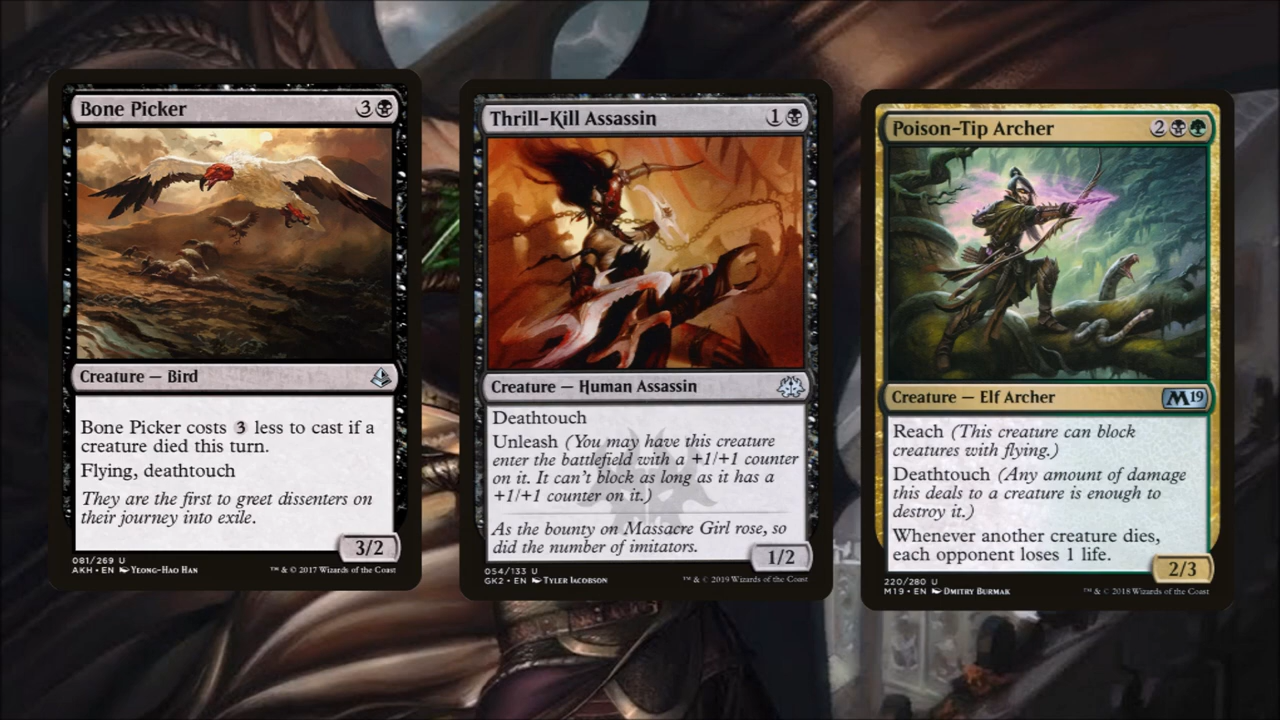 Bone Picker 3
Creature — Bird
Bone Picker costs 3 less to cast if a
creature died this turn.
Flying, deathtouch
They are the first to greet dissenters on
their journey into exile.
3/2
081/269 U
AKH • EN Yeong-Hao Han ™ & © 2017 Wizards of the Coast
Thrill-Kill Assassin 1
Creature — Human Assassin
Deathtouch
Unleash (You may have this creature
enter the battlefield with a +1/+1 counter
on it. It can't block as long as it has a
+1/+1 counter on it.)
As the bounty on Massacre Girl rose, so
did the number of imitators.
1/2
054/133 U
GK2 • EN Tyler Jacobson ™ & © 2019 Wizards of the Coast
Poison-Tip Archer 2
Creature — Elf Archer M19
Reach (This creature can block
creatures with flying.)
Deathtouch (Any amount of damage
this deals to a creature is enough to
destroy it.)
Whenever another creature dies,
each opponent loses 1 life.
2/3
220/280 U
M19 • EN Dmitry Burmak ™ & © 2018 Wizards of the Coast